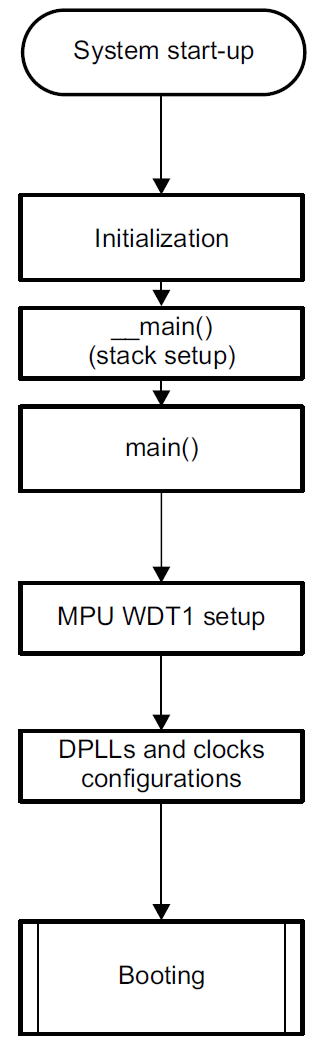 System start-up
Initialization
__main()
(stack setup)
main()
MPU WDT1 setup
DPLLs and clocks
configurations
Booting